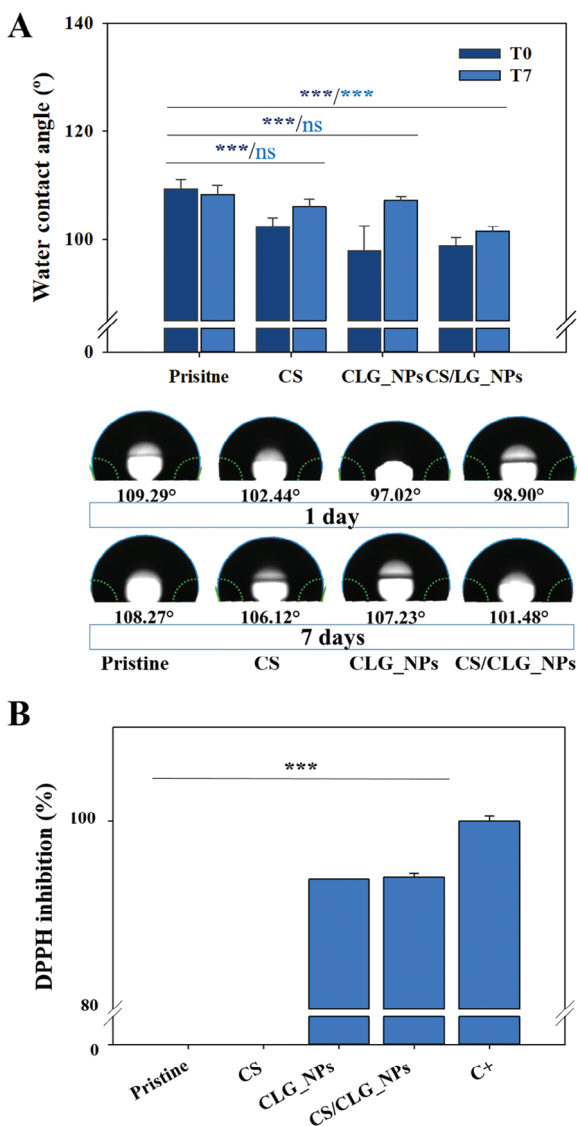 A
140
T0
T7
***/***
120
***/ns
***/ns
100
0
Water contact angle (º)
Prisitne CS CLG_NPs CS/LG_NPs
109.29° 102.44° 97.02° 98.90°
1 day
108.27° 106.12° 107.23° 101.48°
7 days
Pristine CS CLG_NPs CS/CLG_NPs
B
***
100
80
0
DPPH inhibition (%)
Pristine CS CLG_NPs CS/CLG_NPs C+